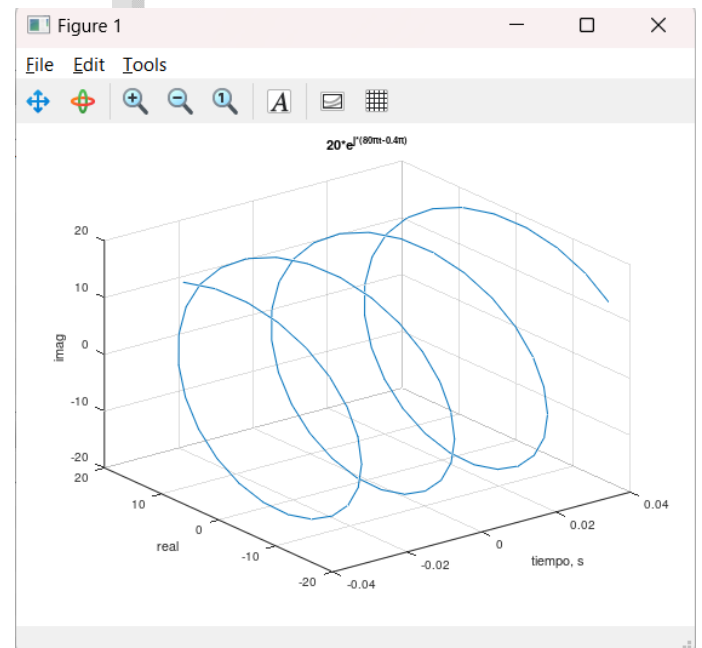 Figure 1
File Edit Tools
A
20*e^j*(80πt-0.4π)
20
10
0
-10
-20
imag
20
10
0
-10
-20
real
-0.04
-0.02
0
0.02
0.04
tiempo, s